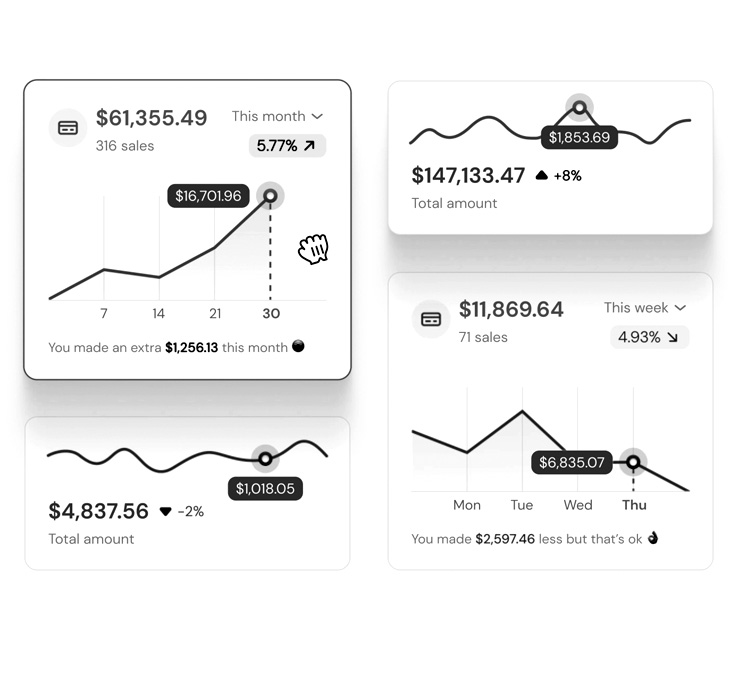 $61,355.49
This month
316 sales
5.77%
$16,701.96
7 14 21 30
You made an extra $1,256.13 this month
$1,018.05
$4,837.56 -2%
Total amount
$1,853.69
$147,133.47 +8%
Total amount
$11,869.64
This week
71 sales
4.93%
$6,835.07
Mon Tue Wed Thu
You made $2,597.46 less but that's ok